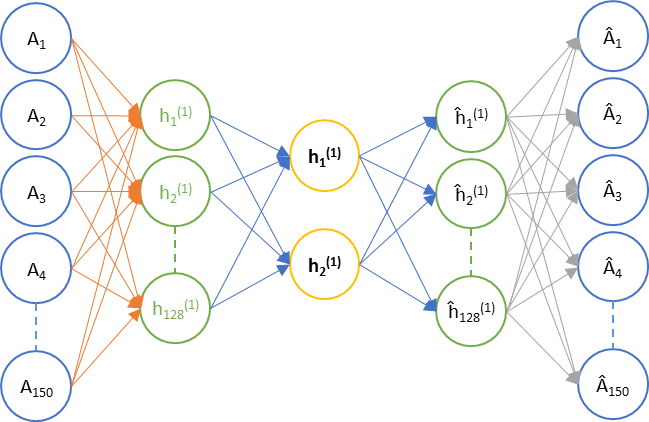 A₁
A₂
A₃
A₄
A₁₅₀
h₁⁽¹⁾
h₂⁽¹⁾
h₁₂₈⁽¹⁾
h₁⁽¹⁾
h₂⁽¹⁾
ĥ₁⁽¹⁾
ĥ₂⁽¹⁾
ĥ₁₂₈⁽¹⁾
Â₁
Â₂
Â₃
Â₄
Â₁₅₀